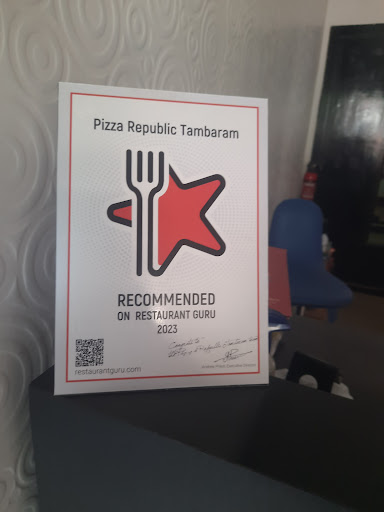 Pizza Republic Tambaram
RECOMMENDED
ON RESTAURANT GURU
2023
restaurantguru.com